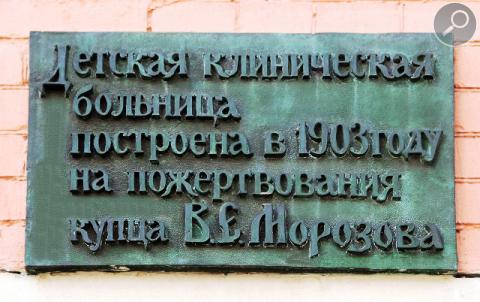 Детская клиническая
больница
построена в 1903 году
на пожертвования
купца В.Е. Морозова